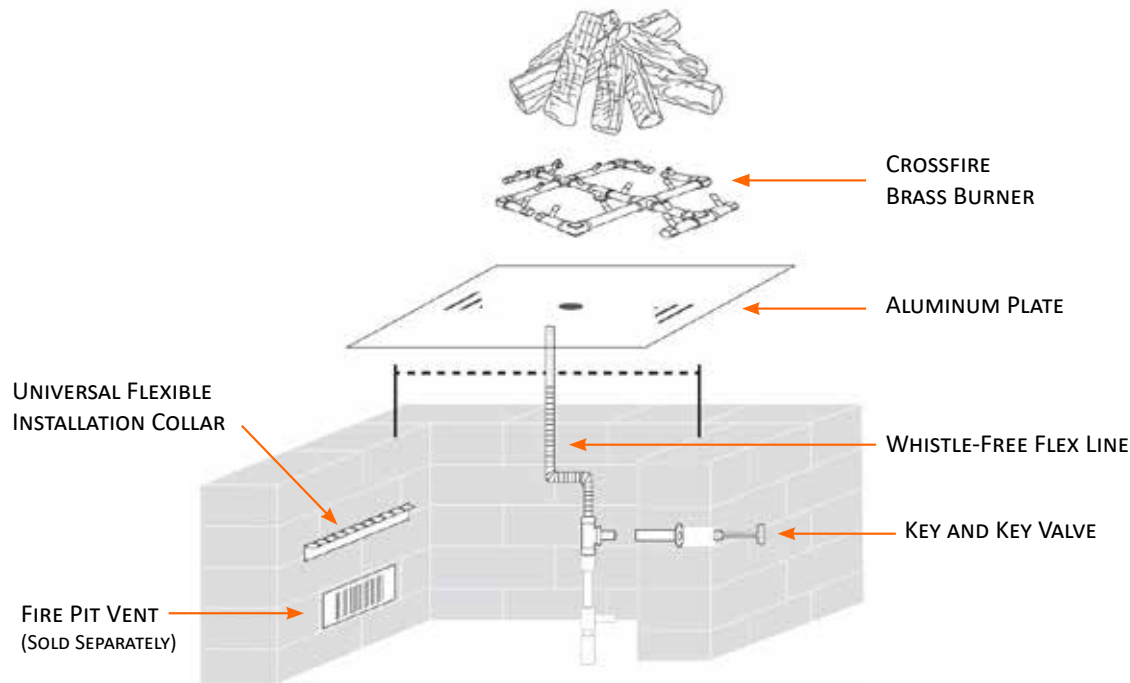 Crossfire
Brass Burner
Aluminum Plate
Universal Flexible
Installation Collar
Whistle-Free Flex Line
Key and Key Valve
Fire Pit Vent
(Sold Separately)